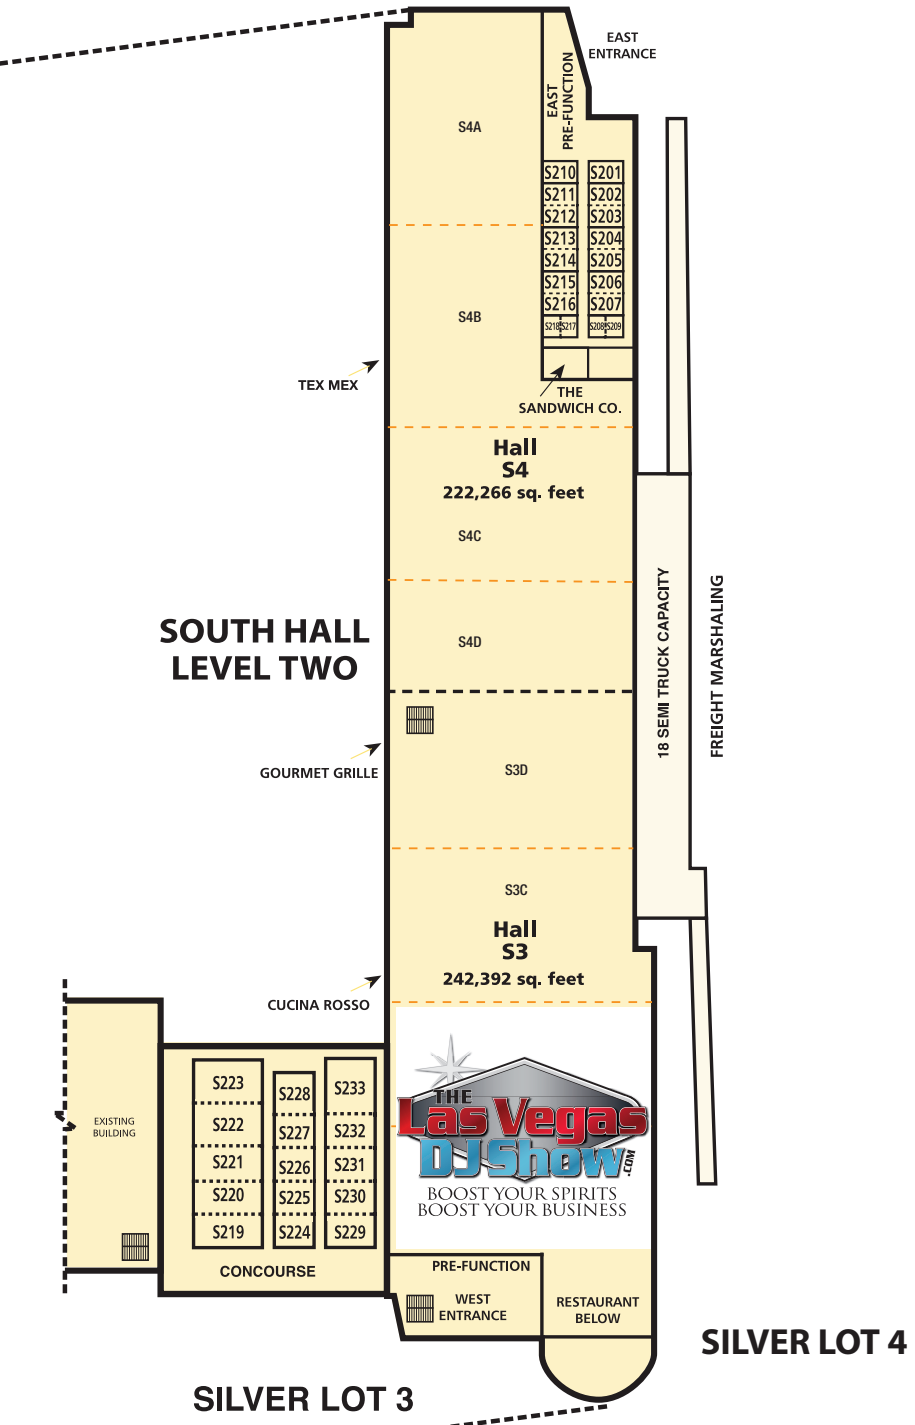 EAST
ENTRANCE
EAST
PRE-FUNCTION
S4A
S210
S201
S211
S202
S212
S203
S213
S204
S214
S205
S215
S206
S216
S207
S218
S217
S208
S209
S4B
TEX MEX
THE
SANDWICH CO.
Hall
S4
222,266 sq. feet
S4C
SOUTH HALL
LEVEL TWO
S4D
18 SEMI TRUCK CAPACITY
FREIGHT MARSHALING
GOURMET GRILLE
S3D
S3C
Hall
S3
242,392 sq. feet
CUCINA ROSSO
EXISTING
BUILDING
S223
S222
S221
S220
S219
S228
S227
S226
S225
S224
S233
S232
S231
S230
S229
CONCOURSE
THE
Las Vegas
DJ Show.com
BOOST YOUR SPIRITS
BOOST YOUR BUSINESS
PRE-FUNCTION
WEST
ENTRANCE
RESTAURANT
BELOW
SILVER LOT 4
SILVER LOT 3